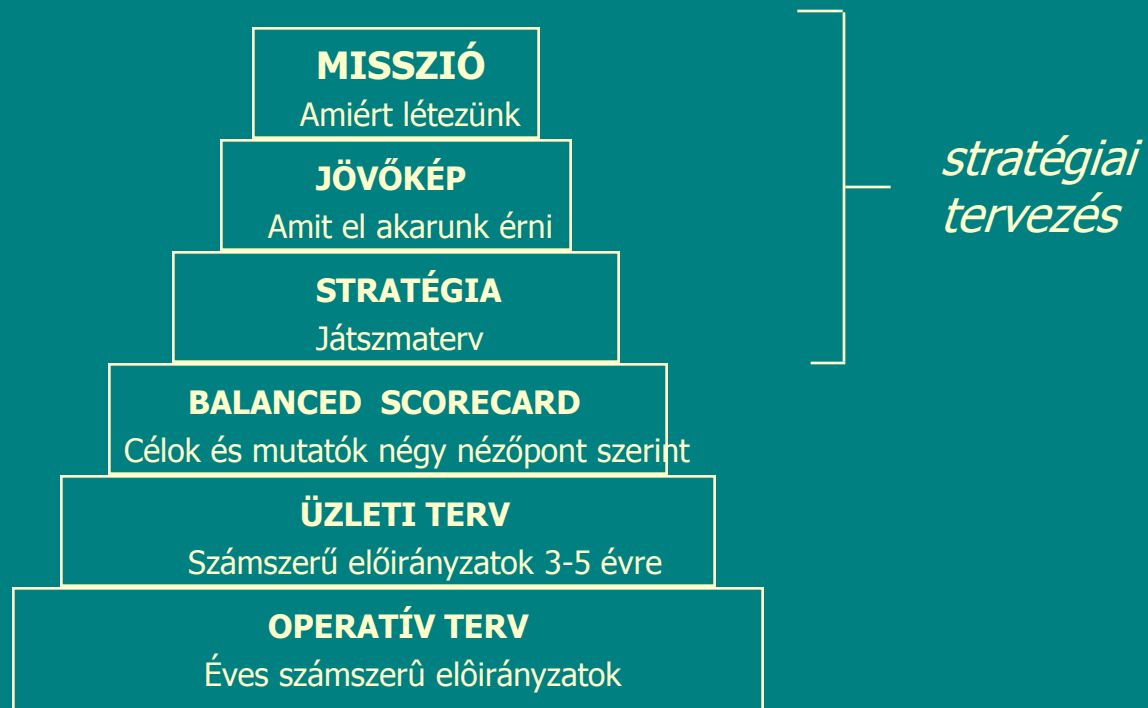 MISSZIÓ
Amiért létezünk
JÖVŐKÉP
Amit el akarunk érni
STRATÉGIA
Játszmaterv
BALANCED SCORECARD
Célok és mutatók négy nézőpont szerint
ÜZLETI TERV
Számszerű előirányzatok 3-5 évre
OPERATÍV TERV
Éves számszerû elôirányzatok
stratégiai
tervezés